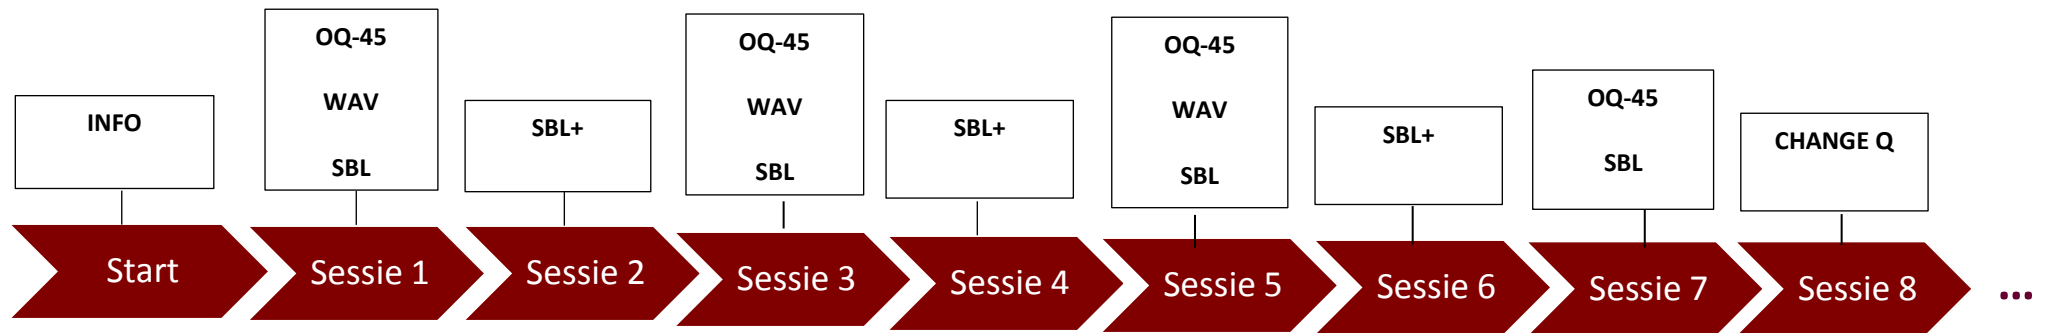 INFO
OQ-45
WAV
SBL
SBL+
OQ-45
WAV
SBL
SBL+
OQ-45
WAV
SBL
SBL+
OQ-45
SBL
CHANGE Q
Start
Sessie 1
Sessie 2
Sessie 3
Sessie 4
Sessie 5
Sessie 6
Sessie 7
Sessie 8
...